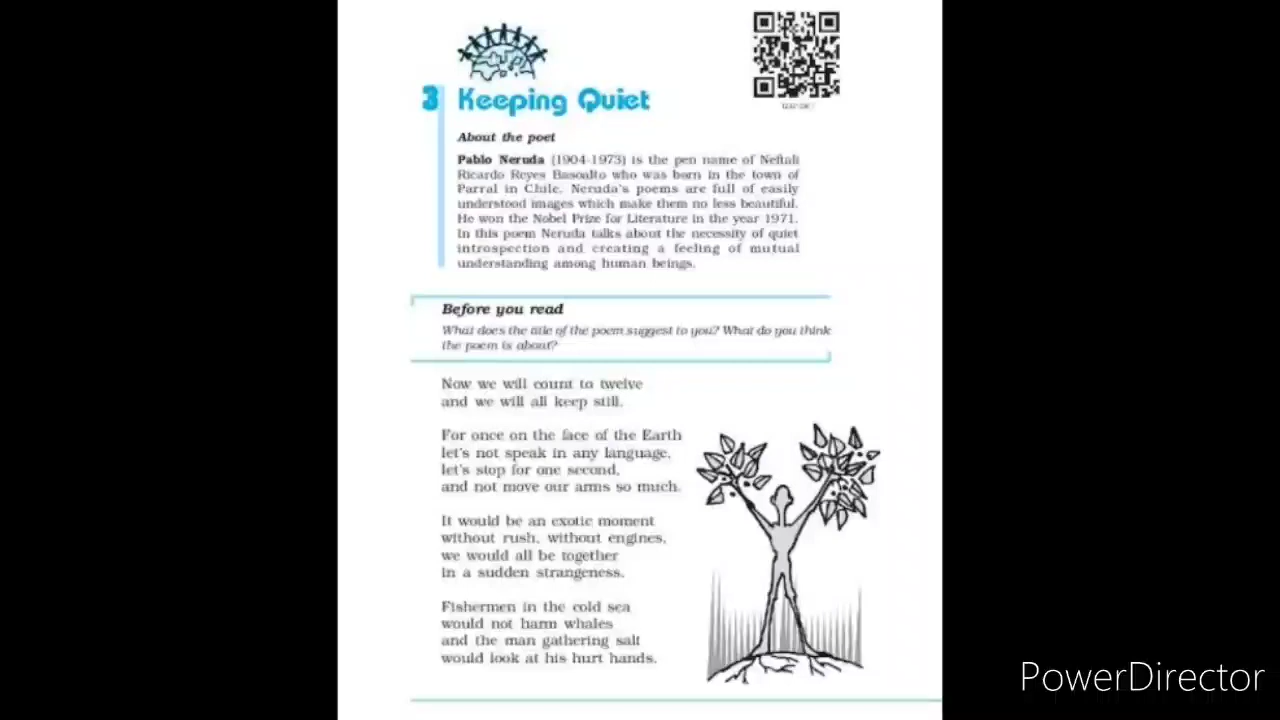 3 Keeping Quiet
About the poet
Pablo Neruda (1904-1973) is the pen name of Neftali
Ricardo Reyes Basoalto who was born in the town of
Parral in Chile. Neruda's poems are full of easily
understood images which make them no less beautiful.
He won the Nobel Prize for Literature in the year 1971.
In this poem Neruda talks about the necessity of quiet
introspection and creating a feeling of mutual
understanding among human beings.
Before you read
What does the title of the poem suggest to you? What do you think
the poem is about?
Now we will count to twelve
and we will all keep still.
For once on the face of the Earth
let's not speak in any language,
let's stop for one second,
and not move our arms so much.
It would be an exotic moment
without rush, without engines,
we would all be together
in a sudden strangeness.
Fishermen in the cold sea
would not harm whales
and the man gathering salt
would look at his hurt hands.
PowerDirector